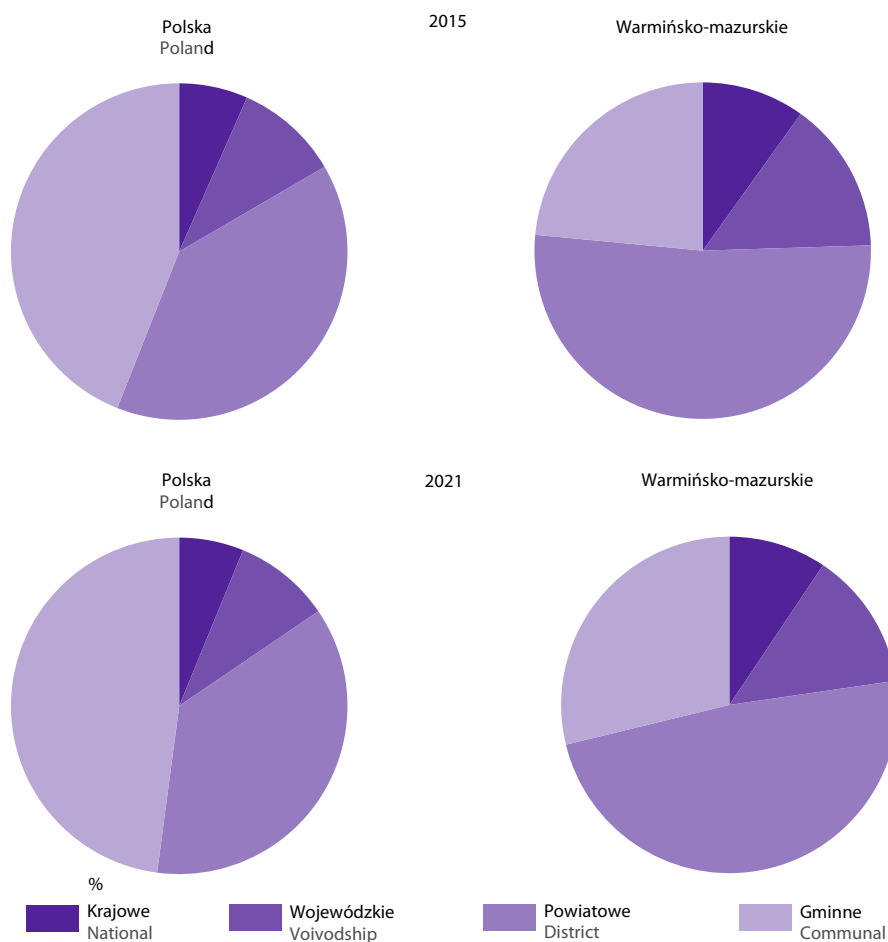 Polska
Poland
2015
Warmińsko-mazurskie
Polska
Poland
2021
Warmińsko-mazurskie
%
Krajowe
National
Wojewódzkie
Voivodship
Powiatowe
District
Gminne
Communal